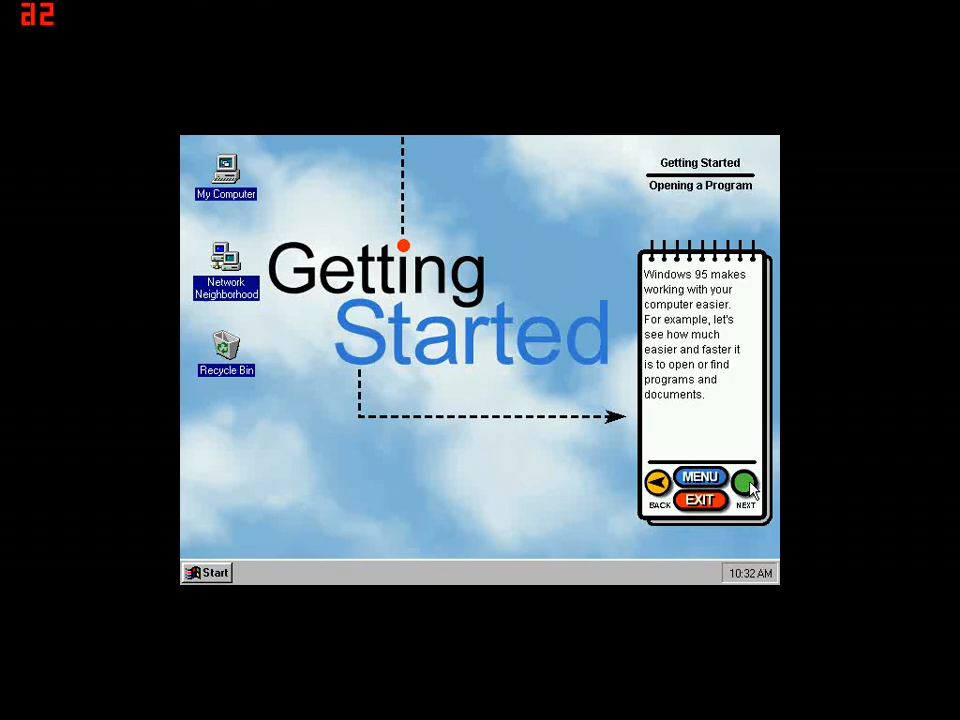 a2
My Computer
Network
Neighborhood
Recycle Bin
Getting
Started
Getting Started
Opening a Program
Windows 95 makes
working with your
computer easier.
For example, let's
see how much
easier and faster it
is to open or find
programs and
documents.
MENU
EXIT
BACK
NEXT
Start
10:32 AM